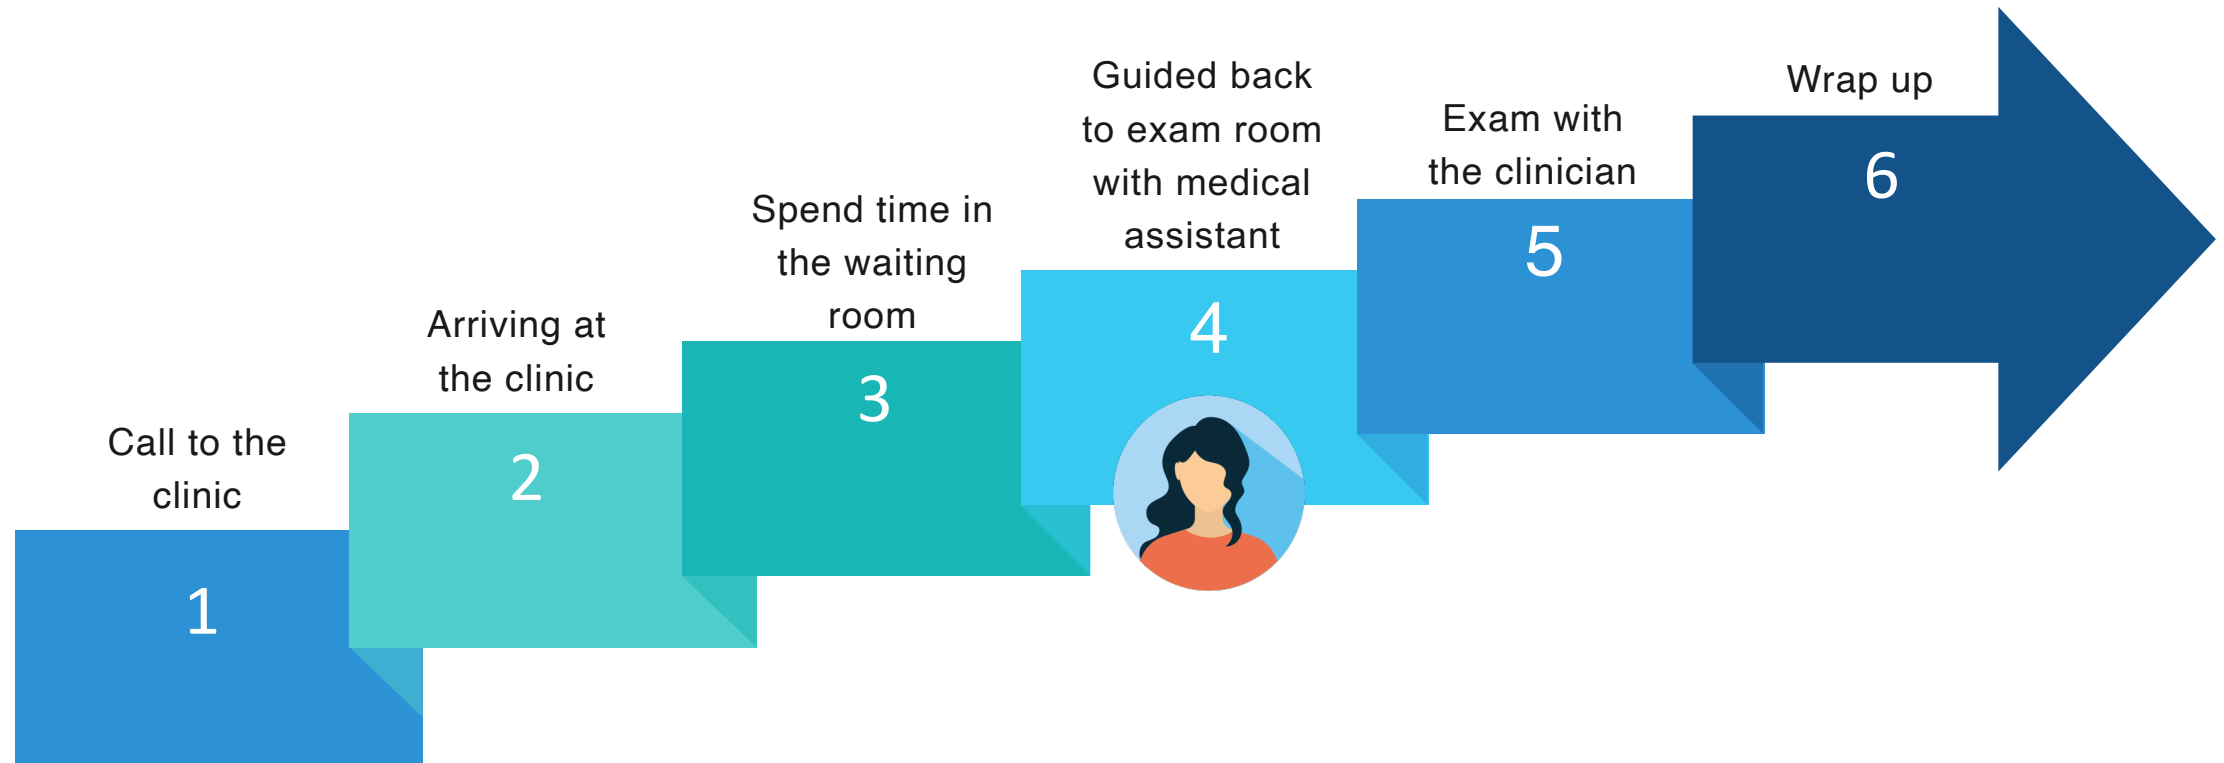 Call to the
clinic
1
Arriving at
the clinic
2
Spend time in
the waiting
room
3
Guided back
to exam room
with medical
assistant
4
Exam with
the clinician
5
Wrap up
6